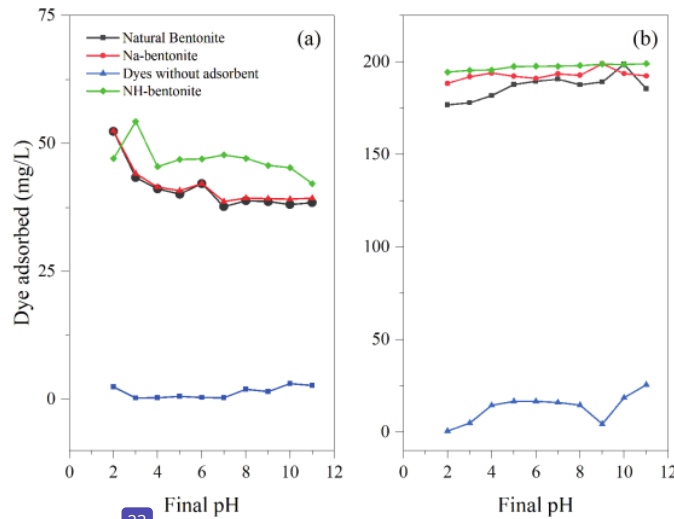 75
50
25
0
0
2
4
6
8
10
12
Final pH
Dye adsorbed (mg/L)
(a)
Natural Bentonite
Na-bentonite
Dyes without adsorbent
NH-bentonite
200
150
100
50
25
0
0
2
4
6
8
10
12
Final pH
(b)